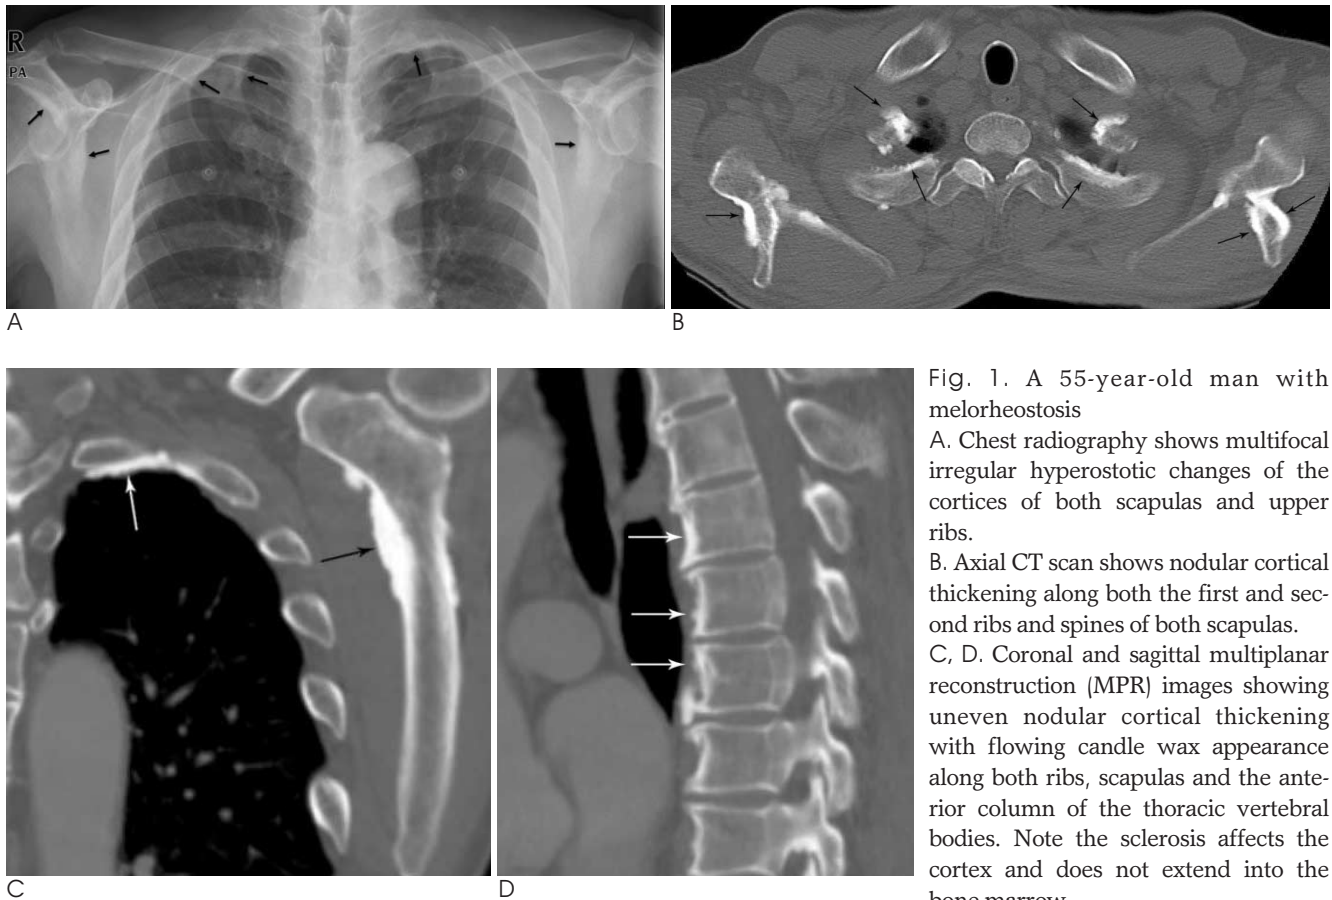 R
PA
A
B
C
D
Fig. 1. A 55-year-old man with
melorheostosis
A. Chest radiography shows multifocal
irregular hyperostotic changes of the
cortices of both scapulas and upper
ribs.
B. Axial CT scan shows nodular cortical
thickening along both the first and sec-
ond ribs and spines of both scapulas.
C, D. Coronal and sagittal multiplanar
reconstruction (MPR) images showing
uneven nodular cortical thickening
with flowing candle wax appearance
along both ribs, scapulas and the ante-
rior column of the thoracic vertebral
bodies. Note the sclerosis affects the
cortex and does not extend into the
bone marrow